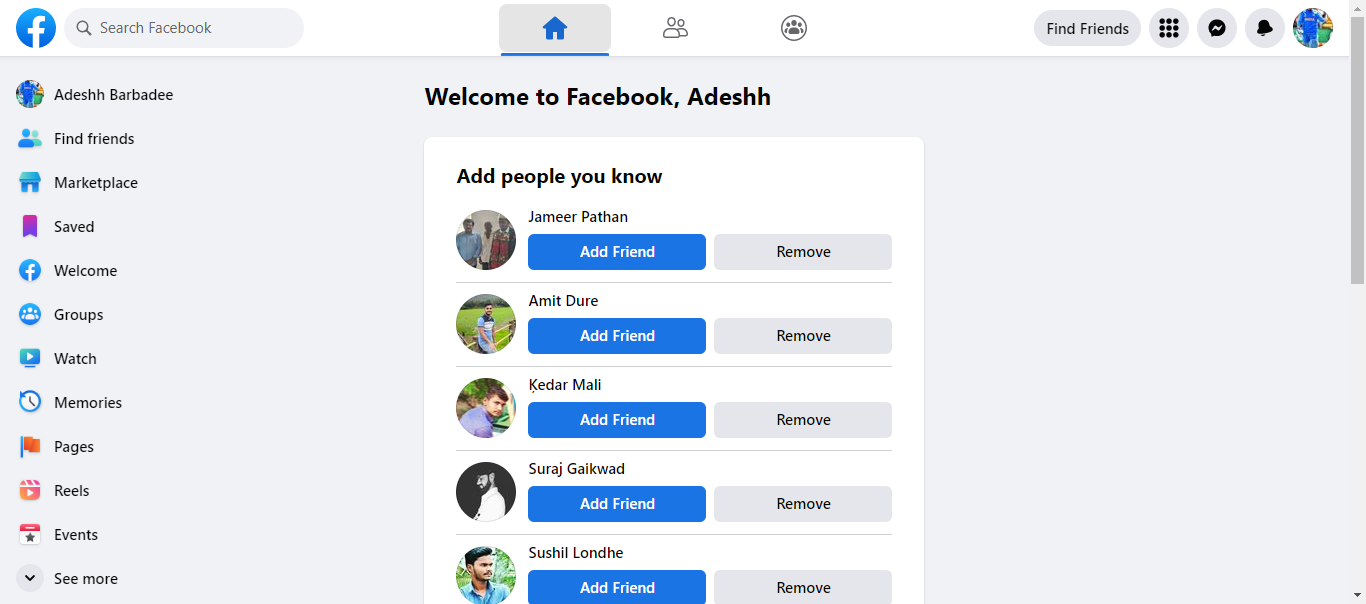 Search Facebook
Find Friends
Adeshh Barbadee
Find friends
Marketplace
Saved
Welcome
Groups
Watch
Memories
Pages
Reels
Events
See more
Welcome to Facebook, Adeshh
Add people you know
Jameer Pathan
Add Friend Remove
Amit Dure
Add Friend Remove
Ķedar Mali
Add Friend Remove
Suraj Gaikwad
Add Friend Remove
Sushil Londhe
Add Friend Remove